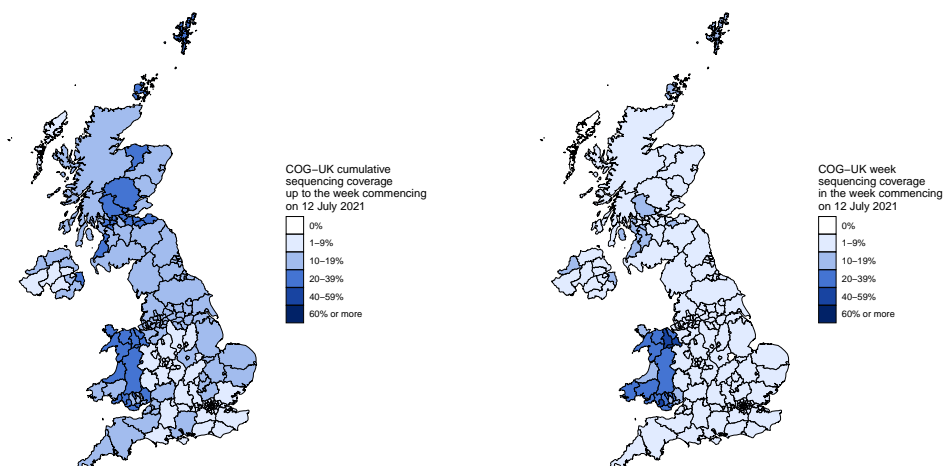 COG−UK cumulative
sequencing coverage
up to the week commencing
on 12 July 2021
0%
1−9%
10−19%
20−39%
40−59%
60% or more
COG−UK week
sequencing coverage
in the week commencing
on 12 July 2021
0%
1−9%
10−19%
20−39%
40−59%
60% or more